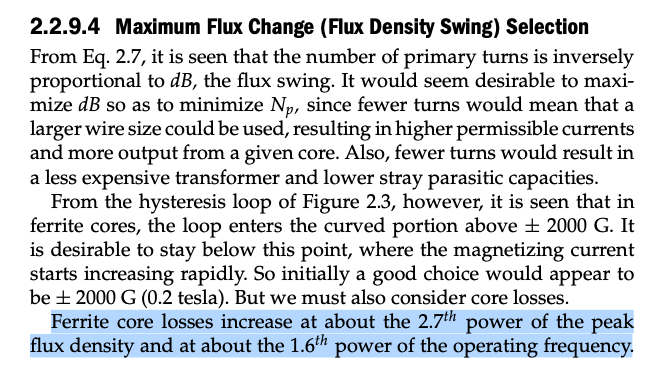 2.2.9.4 Maximum Flux Change (Flux Density Swing) Selection
From Eq. 2.7, it is seen that the number of primary turns is inversely
proportional to dB, the flux swing. It would seem desirable to maxi-
mize dB so as to minimize Np, since fewer turns would mean that a
larger wire size could be used, resulting in higher permissible currents
and more output from a given core. Also, fewer turns would result in
a less expensive transformer and lower stray parasitic capacities.
From the hysteresis loop of Figure 2.3, however, it is seen that in
ferrite cores, the loop enters the curved portion above ± 2000 G. It
is desirable to stay below this point, where the magnetizing current
starts increasing rapidly. So initially a good choice would appear to
be ± 2000 G (0.2 tesla). But we must also consider core losses.
Ferrite core losses increase at about the 2.7th power of the peak
flux density and at about the 1.6th power of the operating frequency.